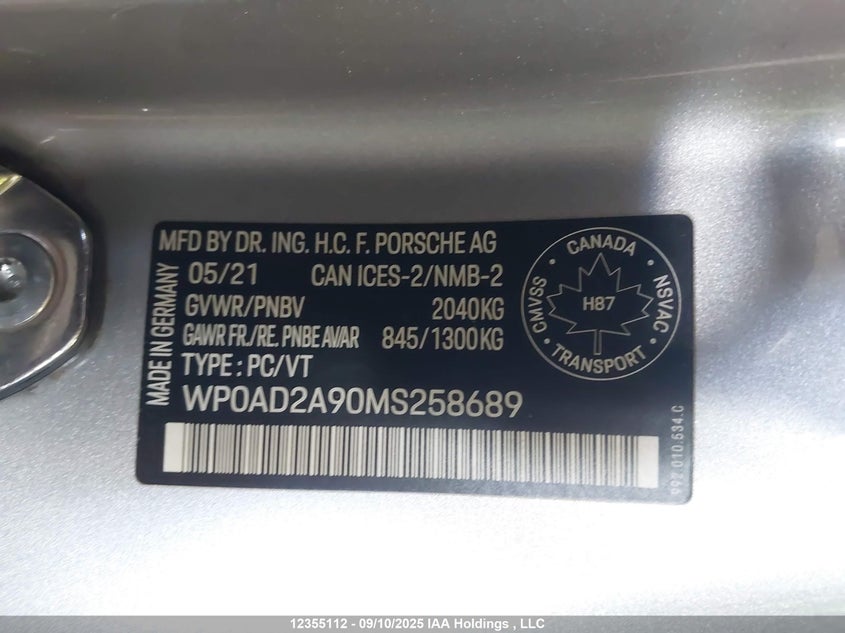 MFD BY DR. ING. H.C. F. PORSCHE AG
05/21 CAN ICES-2/NMB-2
GVWR/PNBV 2040KG
GAWR FR./RE. PNBE AVAR 845/1300KG
TYPE : PC/VT
WP0AD2A90MS258689
MADE IN GERMANY
CANADA
CMVSS
H87
NSVAC
TRANSPORT
992.010.634.C
12355112 - 09/10/2025 IAA Holdings , LLC